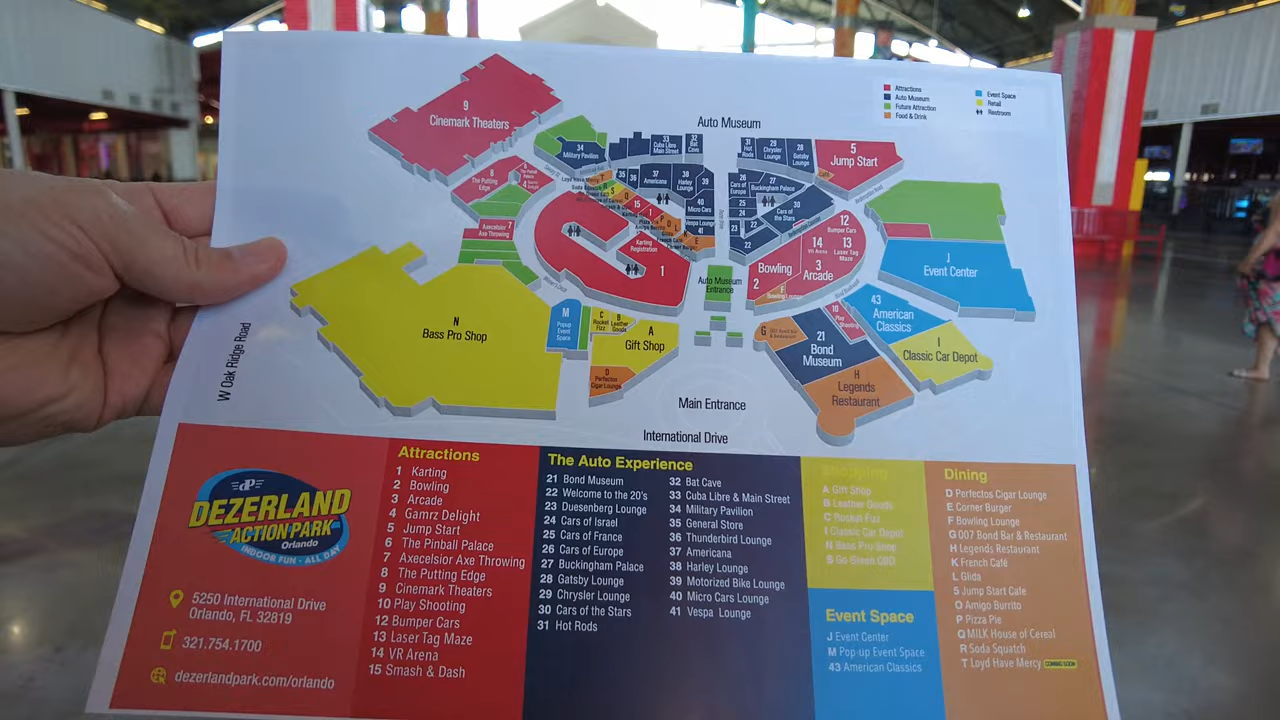 Auto Museum
Attractions
Auto Museum
Future Attraction
Food & Drink
Event Space
Retail
Restroom
9
Cinemark Theaters
34
Military Pavilion
33
Cuba Libre
Main Street
32
Bat
Cave
31
Hot
Rods
29
Chrysler
Lounge
28
Gatsby
Lounge
5
Jump Start
8
The Putting
Edge
7
Axecelsior
Axe Throwing
35
36
37
Americana
38
Harley
Lounge
39
40
Micro Cars
Vespa Lounge
41
26
Cars of
Europe
27
Buckingham Palace
25
24
23
22
30
Cars of
the Stars
15
1
Karting
Registration
1
12
Bumper Cars
14
VR Arena
13
Laser Tag
Maze
3
Arcade
Bowling
2
F
Bowling Lounge
Auto Museum
Entrance
J
Event Center
43
American
Classics
10
Play
Shooting
I
Classic Car Depot
21
Bond
Museum
G
H
Legends
Restaurant
N
Bass Pro Shop
M
Popup
Event
Space
C
Rocket
Fizz
B
Leather
Goods
A
Gift Shop
D
Perfectos
Cigar Lounge
W Oak Ridge Road
Main Entrance
International Drive
DEZERLAND
ACTION PARK
Orlando
INDOOR FUN • ALL DAY
5250 International Drive
Orlando, FL 32819
321.754.1700
dezerlandpark.com/orlando
Attractions
1 Karting
2 Bowling
3 Arcade
4 Gamrz Delight
5 Jump Start
6 The Pinball Palace
7 Axecelsior Axe Throwing
8 The Putting Edge
9 Cinemark Theaters
10 Play Shooting
12 Bumper Cars
13 Laser Tag Maze
14 VR Arena
15 Smash & Dash
The Auto Experience
21 Bond Museum
22 Welcome to the 20's
23 Duesenberg Lounge
24 Cars of Israel
25 Cars of France
26 Cars of Europe
27 Buckingham Palace
28 Gatsby Lounge
29 Chrysler Lounge
30 Cars of the Stars
31 Hot Rods
32 Bat Cave
33 Cuba Libre & Main Street
34 Military Pavilion
35 General Store
36 Thunderbird Lounge
37 Americana
38 Harley Lounge
39 Motorized Bike Lounge
40 Micro Cars Lounge
41 Vespa Lounge
Shopping
A Gift Shop
B Leather Goods
C Rocket Fizz
I Classic Car Depot
N Bass Pro Shop
S Go Green CBD
Event Space
J Event Center
M Pop-up Event Space
43 American Classics
Dining
D Perfectos Cigar Lounge
E Corner Burger
F Bowling Lounge
G 007 Bond Bar & Restaurant
H Legends Restaurant
K French Café
L Glida
5 Jump Start Cafe
O Amigo Burrito
P Pizza Pie
Q MILK House of Cereal
R Soda Squatch
T Loyd Have Mercy COMING SOON